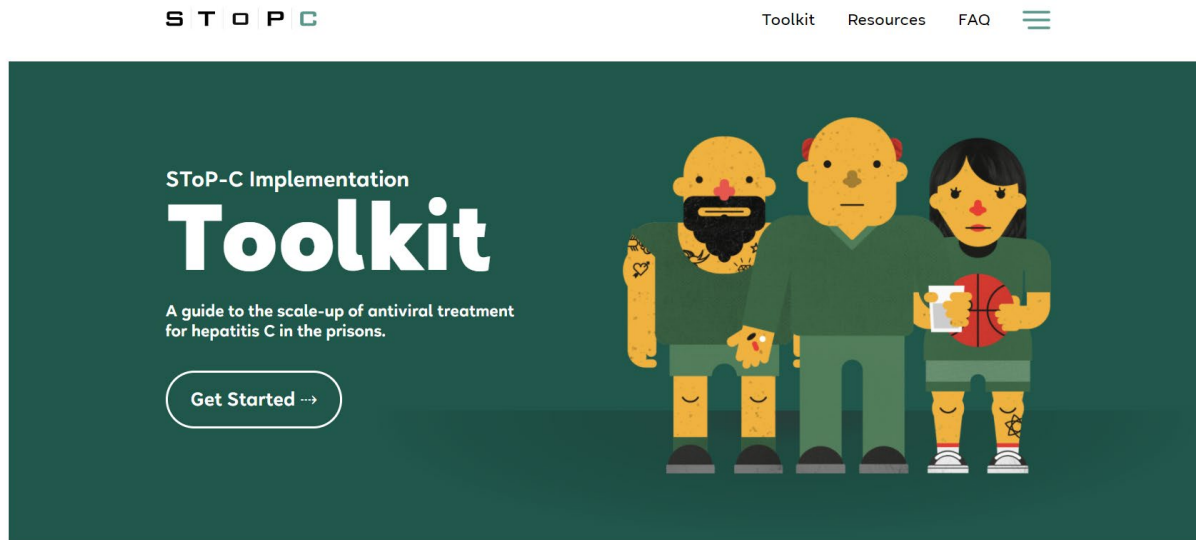 SToPC
Toolkit Resources FAQ
SToP-C Implementation
Toolkit
A guide to the scale-up of antiviral treatment
for hepatitis C in the prisons.
Get Started ⤑